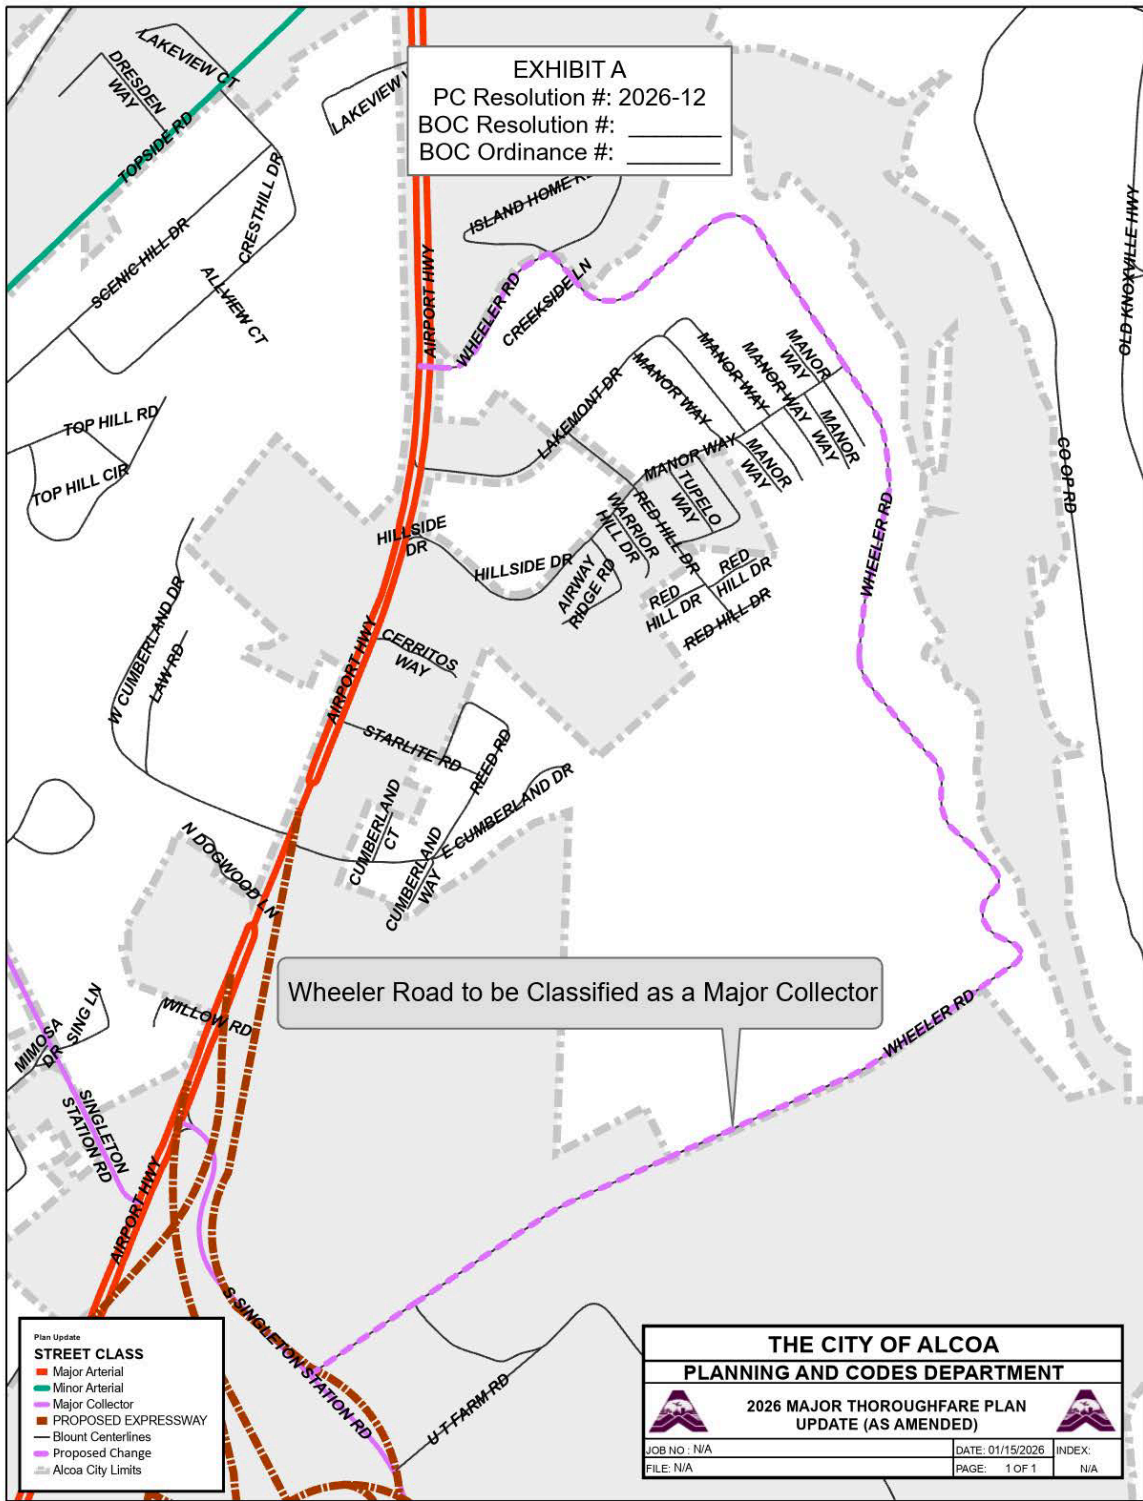 LAKEVIEW CT
DRESDEN
WAY
TOPSIDE RD
LAKEVIEW
EXHIBIT A
PC Resolution #: 2026-12
BOC Resolution #: _______
BOC Ordinance #: _______
ISLAND HOME
CRESTHILL DR
SCENIC HILL DR
ALLVIEW CT
AIRPORT HWY
WHEELER RD
CREEKSIDE LN
OLD KNOXVILLE HWY
TOP HILL RD
TOP HILL CIR
LAKEMONT DR
MANOR WAY
MANOR WAY
MANOR WAY
MANOR
WAY
MANOR
WAY
MANOR WAY
MANOR
WAY
TUPELO
WAY
RED HILL DR
WARRIOR
HILL DR
CO OP RD
HILLSIDE
DR
HILLSIDE DR
AIRWAY
RIDGE RD
RED
HILL DR
RED
HILL DR
RED HILL DR
WHEELER RD
W CUMBERLAND DR
LAW RD
AIRPORT HWY
CERRITOS
WAY
STARLITE RD
REED RD
E CUMBERLAND DR
CUMBERLAND
CT
CUMBERLAND
WAY
N DOGWOOD LN
WILLOW RD
SING LN
MIMOSA
DR
SINGLETON
STATION RD
Wheeler Road to be Classified as a Major Collector
WHEELER RD
AIRPORT HWY
S SINGLETON STATION RD
U T FARM RD
Plan Update
STREET CLASS
Major Arterial
Minor Arterial
Major Collector
PROPOSED EXPRESSWAY
Blount Centerlines
Proposed Change
Alcoa City Limits
THE CITY OF ALCOA
PLANNING AND CODES DEPARTMENT
2026 MAJOR THOROUGHFARE PLAN
UPDATE (AS AMENDED)
JOB NO : N/A
DATE: 01/15/2026
INDEX:
FILE: N/A
PAGE: 1 OF 1
N/A